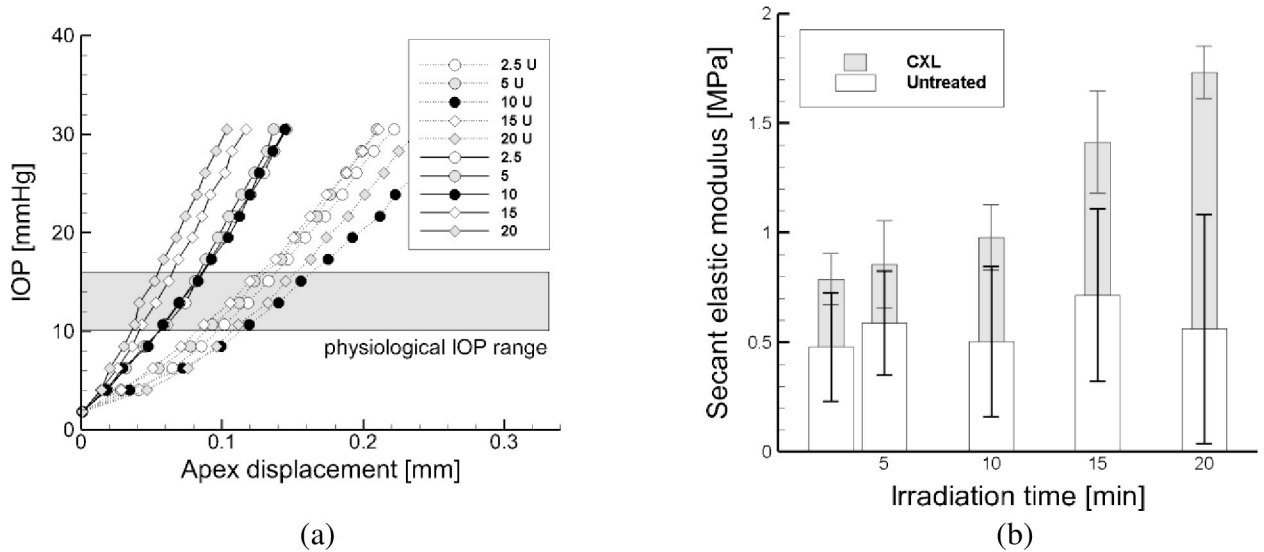 (a)
IOP [mmHg]
40
30
20
10
0
2.5 U
5 U
10 U
15 U
20 U
2.5
5
10
15
20
physiological IOP range
0
0.1
0.2
0.3
Apex displacement [mm]
(a)
(b)
Secant elastic modulus [MPa]
2
1.5
1
0.5
0
CXL
Untreated
5
10
15
20
Irradiation time [min]
(b)